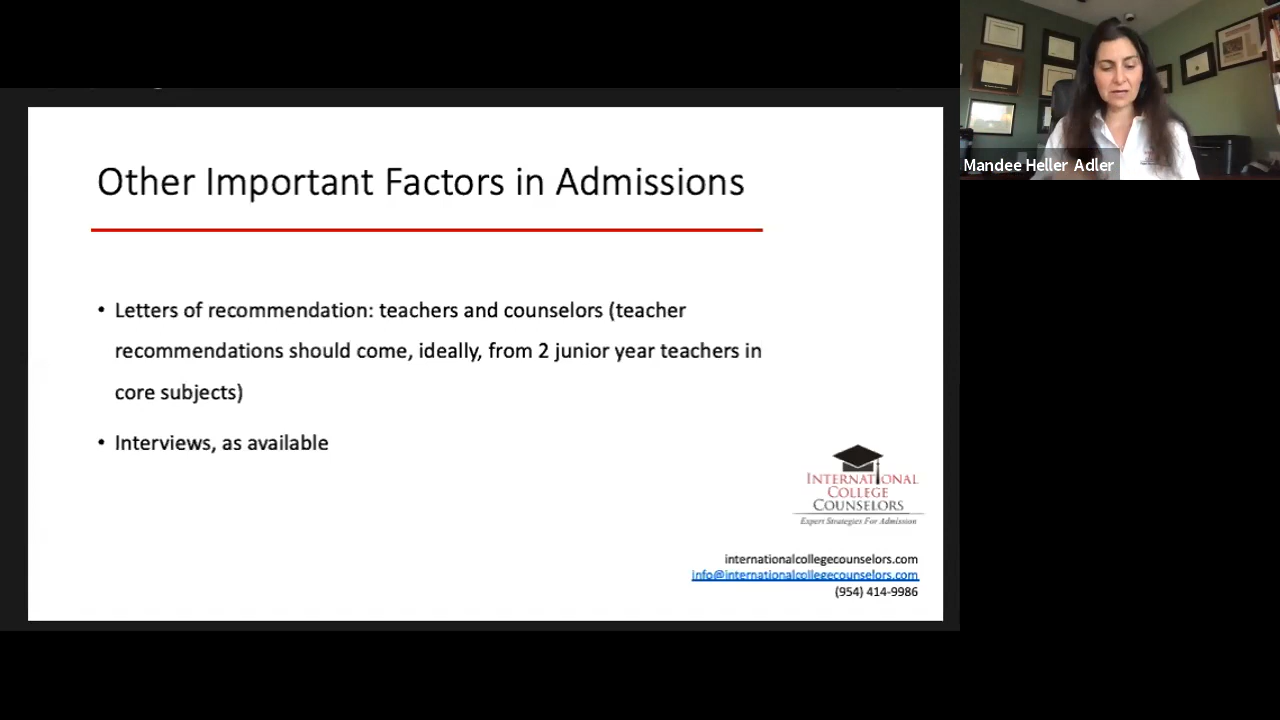 Other Important Factors in Admissions
• Letters of recommendation: teachers and counselors (teacher
recommendations should come, ideally, from 2 junior year teachers in
core subjects)
• Interviews, as available
INTERNATIONAL
COLLEGE
COUNSELORS
Expert Strategies For Admission
internationalcollegecounselors.com
info@internationalcollegecounselors.com
(954) 414-9986
Mandee Heller Adler